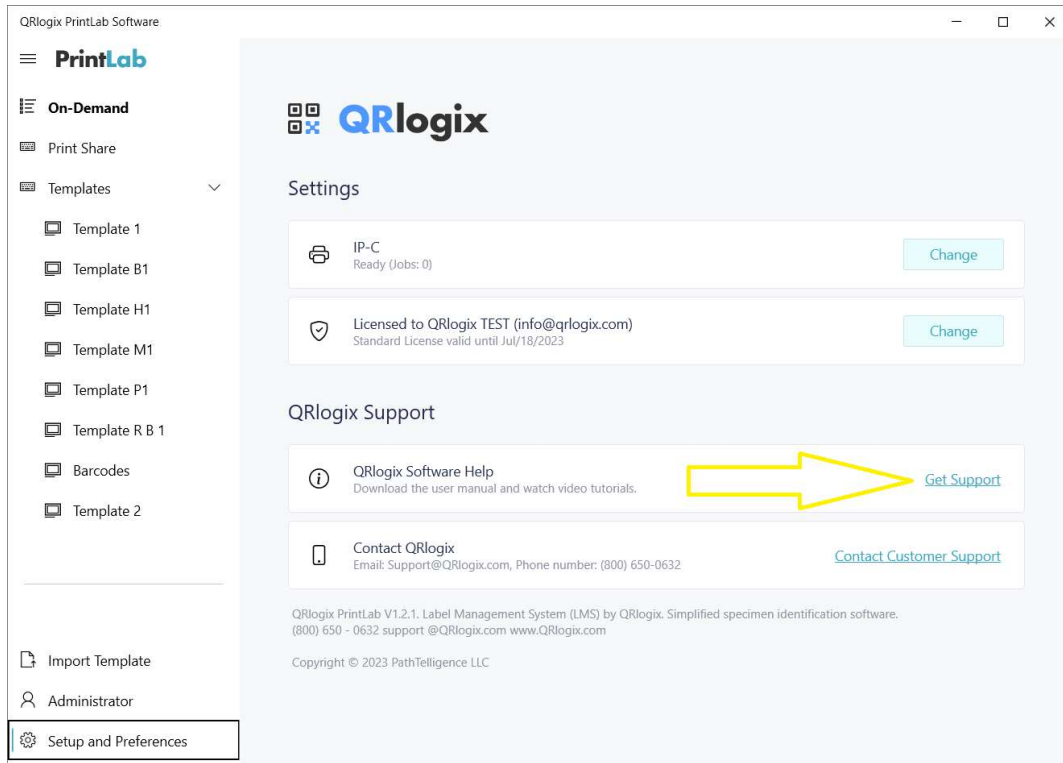 QRlogix PrintLab Software
PrintLab
On-Demand
Print Share
Templates
Template 1
Template B1
Template H1
Template M1
Template P1
Template R B 1
Barcodes
Template 2
Import Template
Administrator
Setup and Preferences
QRlogix
Settings
IP-C
Ready (Jobs: 0)
Change
Licensed to QRlogix TEST (info@qrlogix.com)
Standard License valid until Jul/18/2023
Change
QRlogix Support
QRlogix Software Help
Download the user manual and watch video tutorials.
Get Support
Contact QRlogix
Email: Support@QRlogix.com, Phone number: (800) 650-0632
Contact Customer Support
QRlogix PrintLab V1.2.1. Label Management System (LMS) by QRlogix. Simplified specimen identification software.
(800) 650 - 0632 support @QRlogix.com www.QRlogix.com
Copyright © 2023 PathTelligence LLC